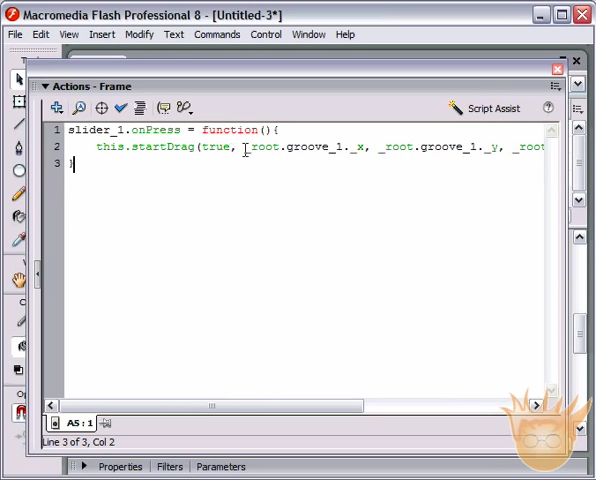 Macromedia Flash Professional 8 - [Untitled-3*]
File Edit View Insert Modify Text Commands Control Window Help
Actions - Frame
Script Assist
1 slider_1.onPress = function(){
2 this.startDrag(true, _root.groove_1._x, _root.groove_1._y, _root
3 }
A5 : 1
Line 3 of 3, Col 2
Properties Filters Parameters